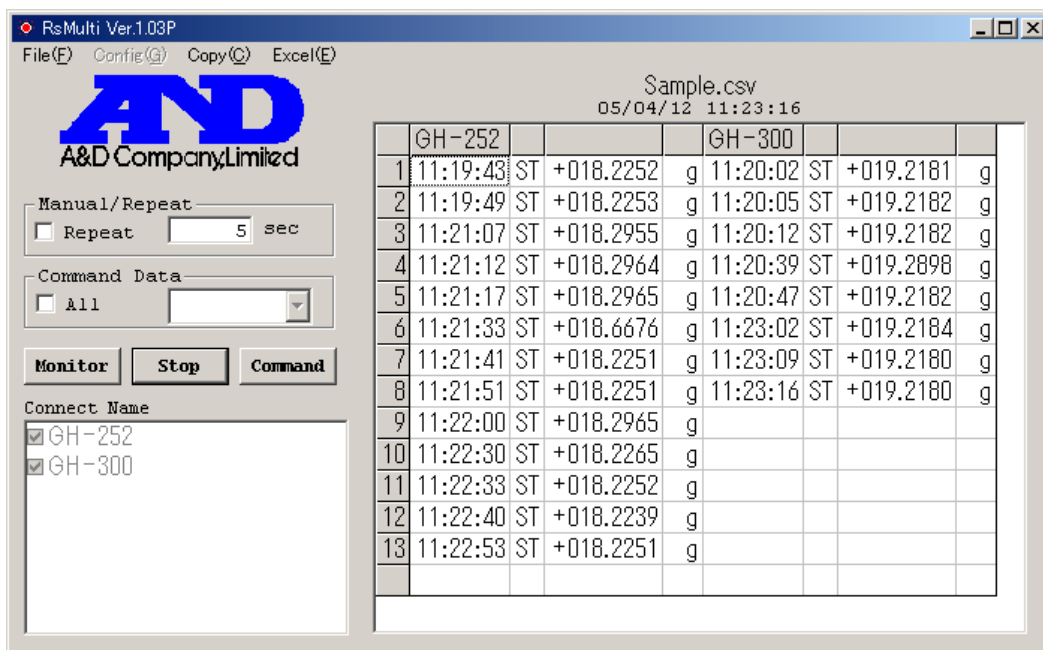 RsMulti Ver.1.03P
File(F) Config(G) Copy(C) Excel(E)
AND
A&D Company,Limited
Manual/Repeat
Repeat 5 sec
Command Data
All
Monitor Stop Command
Connect Name
GH-252
GH-300
Sample.csv
05/04/12 11:23:16
GH-252 GH-300
1 11:19:43 ST +018.2252 g 11:20:02 ST +019.2181 g
2 11:19:49 ST +018.2253 g 11:20:05 ST +019.2182 g
3 11:21:07 ST +018.2955 g 11:20:12 ST +019.2182 g
4 11:21:12 ST +018.2964 g 11:20:39 ST +019.2898 g
5 11:21:17 ST +018.2965 g 11:20:47 ST +019.2182 g
6 11:21:33 ST +018.6676 g 11:23:02 ST +019.2184 g
7 11:21:41 ST +018.2251 g 11:23:09 ST +019.2180 g
8 11:21:51 ST +018.2251 g 11:23:16 ST +019.2180 g
9 11:22:00 ST +018.2965 g
10 11:22:30 ST +018.2265 g
11 11:22:33 ST +018.2252 g
12 11:22:40 ST +018.2239 g
13 11:22:53 ST +018.2251 g